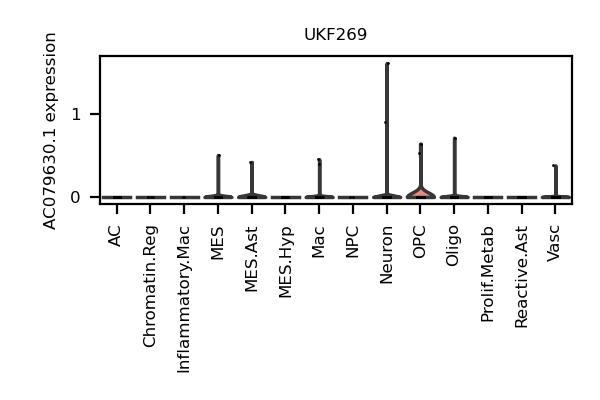 UKF269
AC079630.1 expression
1
0
AC
Chromatin.Reg
Inflammatory.Mac
MES
MES.Ast
MES.Hyp
Mac
NPC
Neuron
OPC
Oligo
Prolif.Metab
Reactive.Ast
Vasc